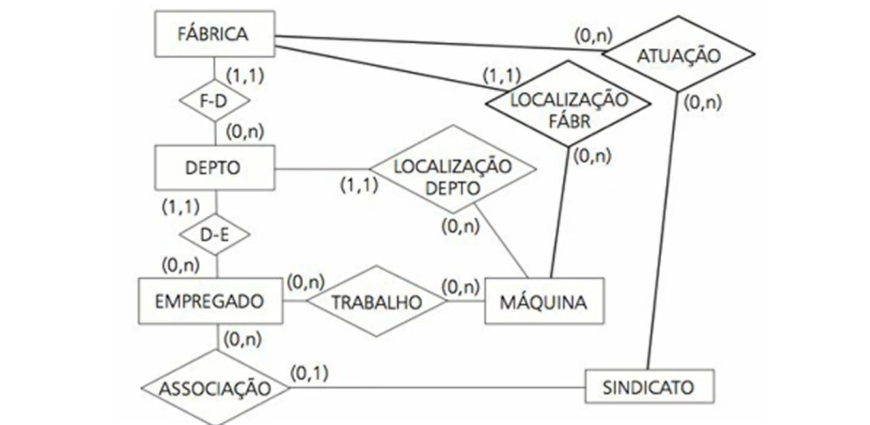 FÁBRICA
(0,n)
ATUAÇÃO
(1,1)
(1,1)
F-D
LOCALIZAÇÃO
FÁBR
(0,n)
(0,n)
(0,n)
DEPTO
LOCALIZAÇÃO
DEPTO
(1,1)
(1,1)
(0,n)
D-E
(0,n)
EMPREGADO
(0,n)
TRABALHO
(0,n)
MÁQUINA
(0,n)
ASSOCIAÇÃO
(0,1)
SINDICATO